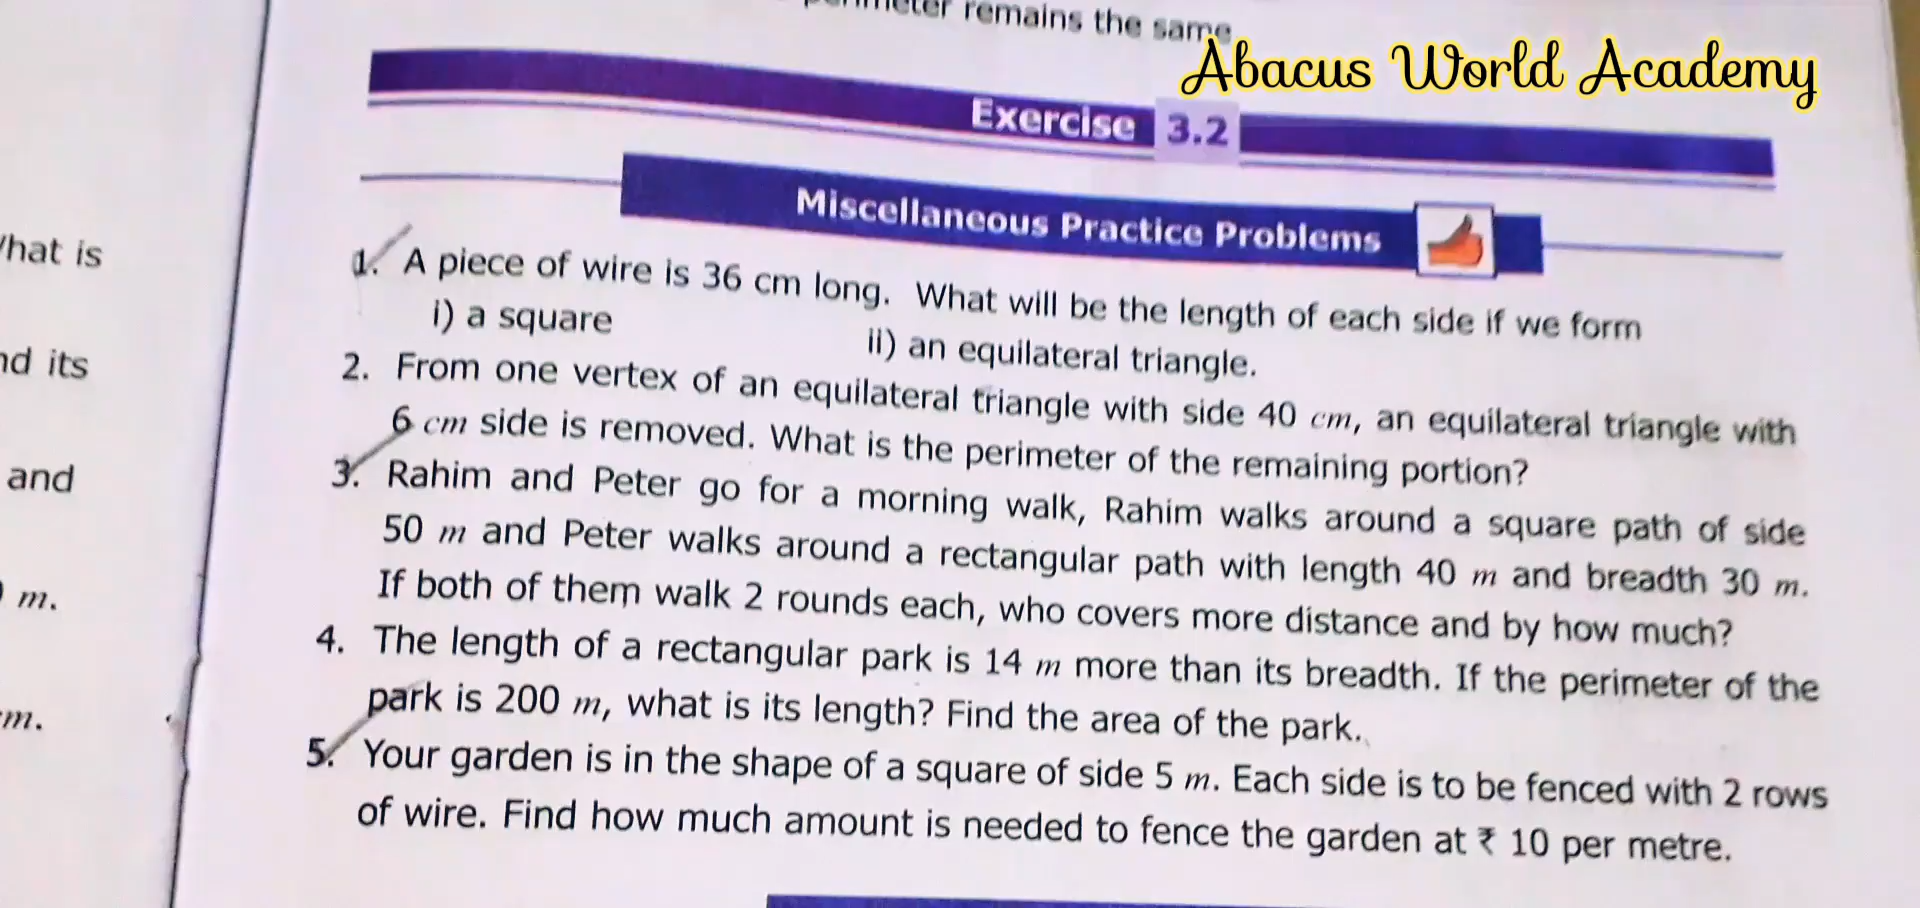 remains the same
Abacus World Academy
Exercise 3.2
Miscellaneous Practice Problems
1. A piece of wire is 36 cm long. What will be the length of each side if we form
i) a square
ii) an equilateral triangle.
2. From one vertex of an equilateral triangle with side 40 cm, an equilateral triangle with
6 cm side is removed. What is the perimeter of the remaining portion?
3. Rahim and Peter go for a morning walk, Rahim walks around a square path of side
50 m and Peter walks around a rectangular path with length 40 m and breadth 30 m.
If both of them walk 2 rounds each, who covers more distance and by how much?
4. The length of a rectangular park is 14 m more than its breadth. If the perimeter of the
park is 200 m, what is its length? Find the area of the park.
5. Your garden is in the shape of a square of side 5 m. Each side is to be fenced with 2 rows
of wire. Find how much amount is needed to fence the garden at ₹ 10 per metre.
is
its
and
m.
m.